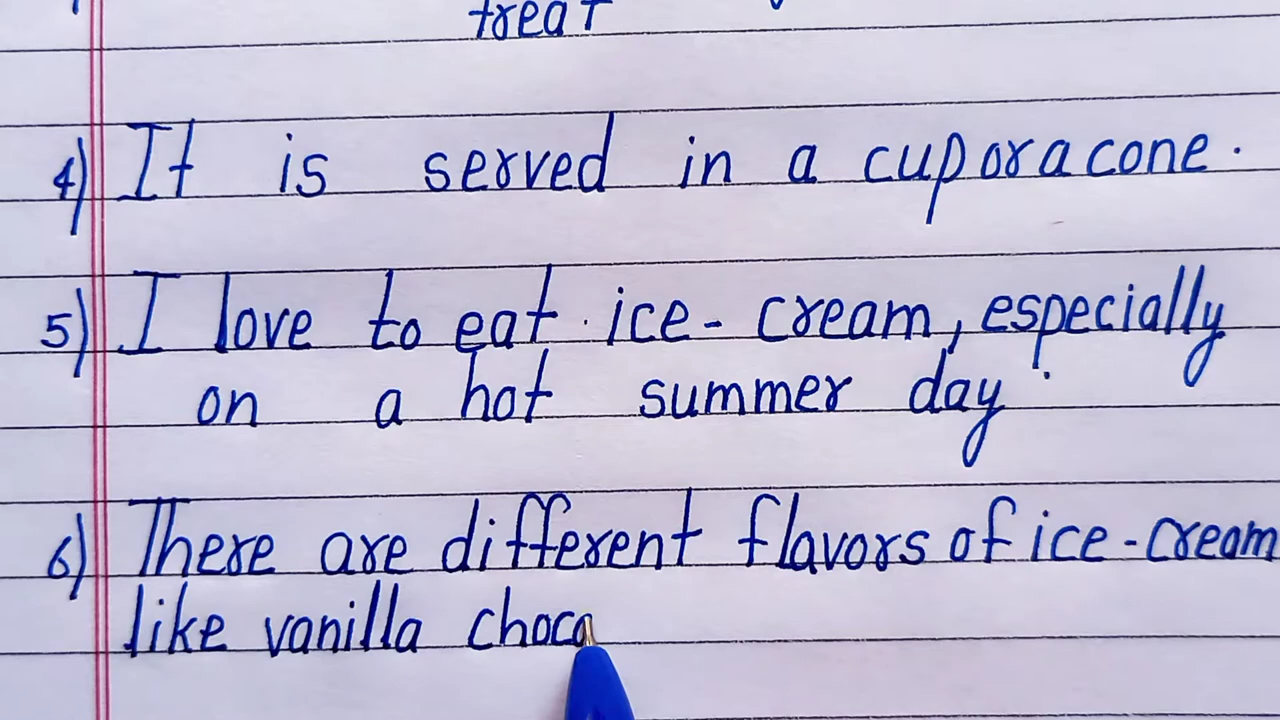 treat
4) It is served in a cup or a cone.
5) I love to eat ice-cream, especially
on a hot summer day.
6) There are different flavors of ice-cream
like vanilla choco